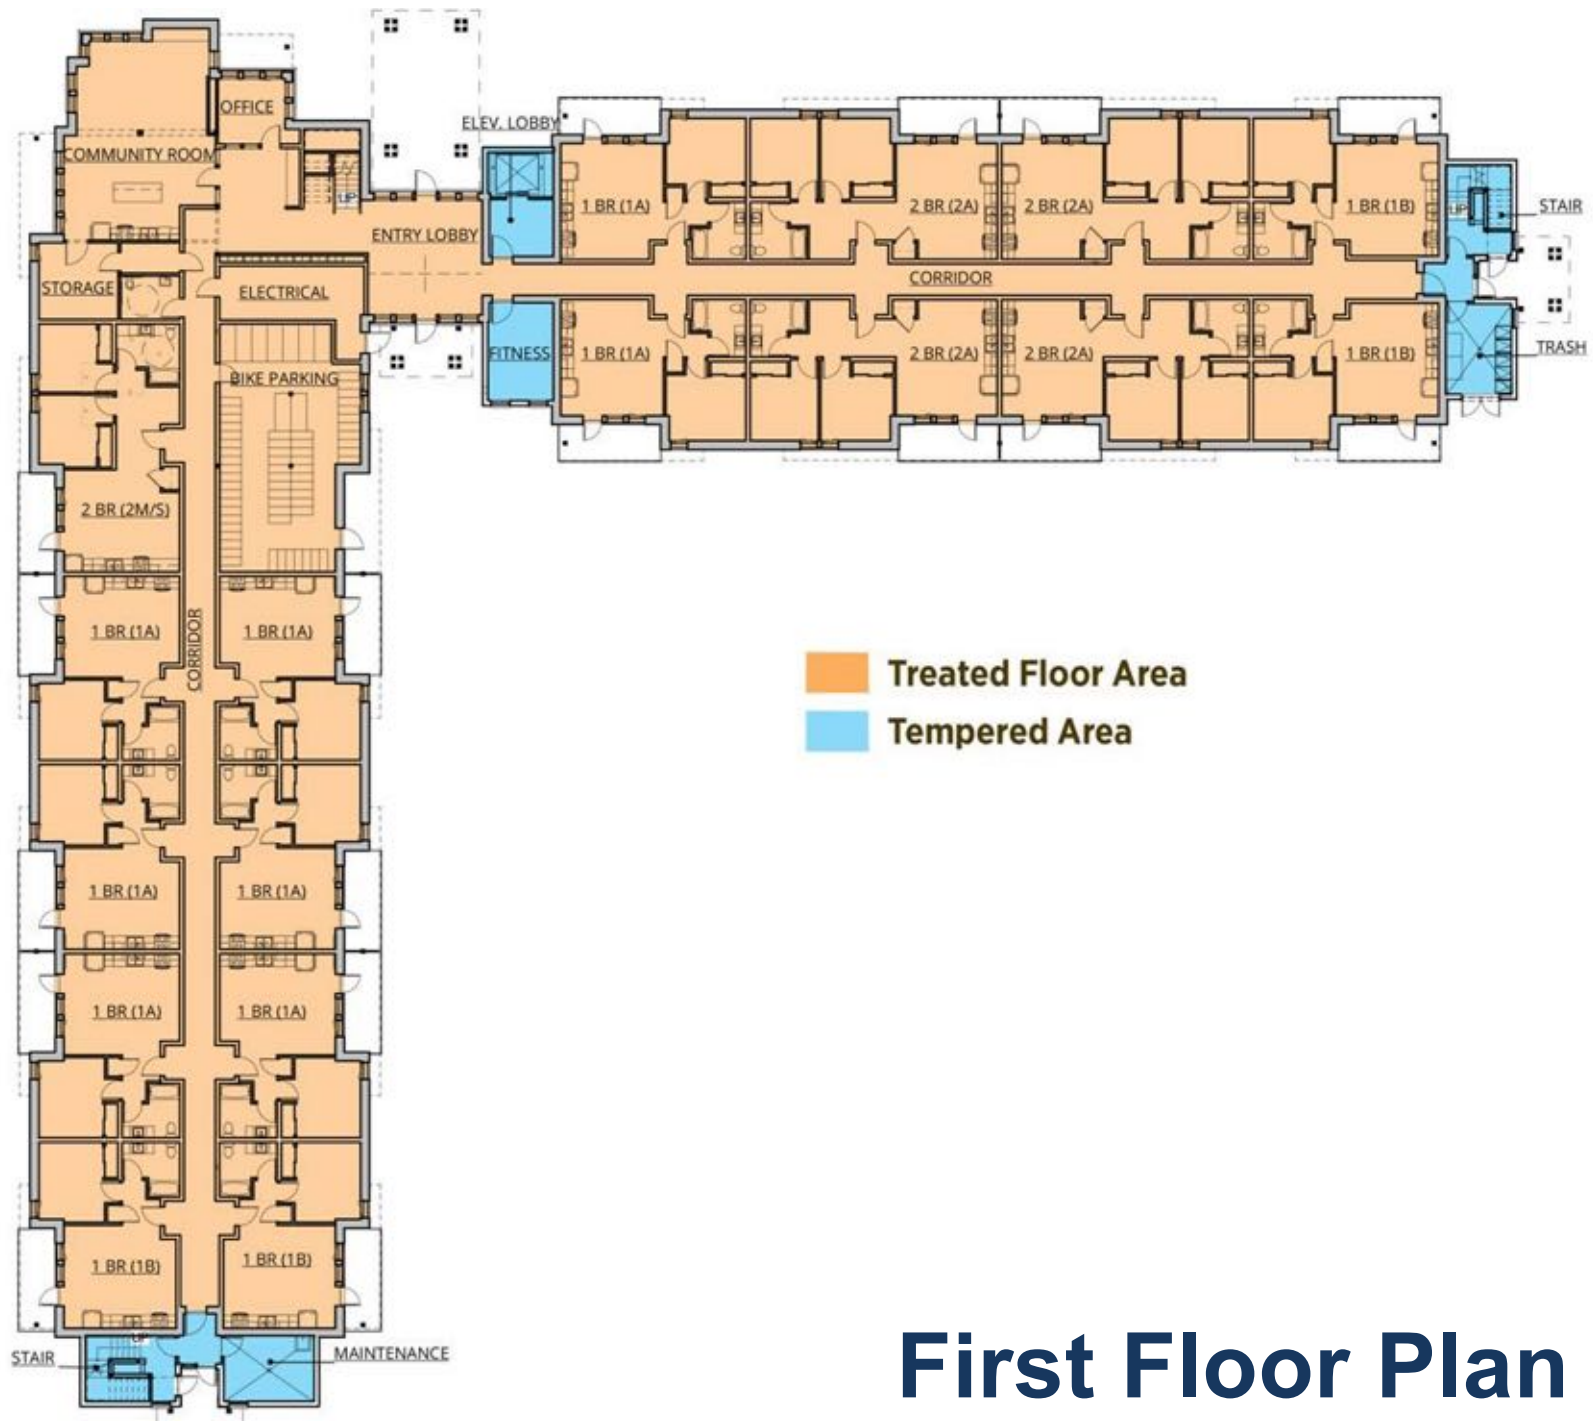 OFFICE
ELEV. LOBBY
COMMUNITY ROOM
UP
1 BR (1A)
2 BR (2A)
2 BR (2A)
1 BR (1B)
UP
STAIR
ENTRY LOBBY
CORRIDOR
STORAGE
ELECTRICAL
FITNESS
1 BR (1A)
2 BR (2A)
2 BR (2A)
1 BR (1B)
TRASH
BIKE PARKING
2 BR (2M/S)
1 BR (1A)
CORRIDOR
1 BR (1A)
Treated Floor Area
Tempered Area
1 BR (1A)
1 BR (1A)
1 BR (1A)
1 BR (1A)
1 BR (1B)
1 BR (1B)
UP
STAIR
MAINTENANCE
First Floor Plan